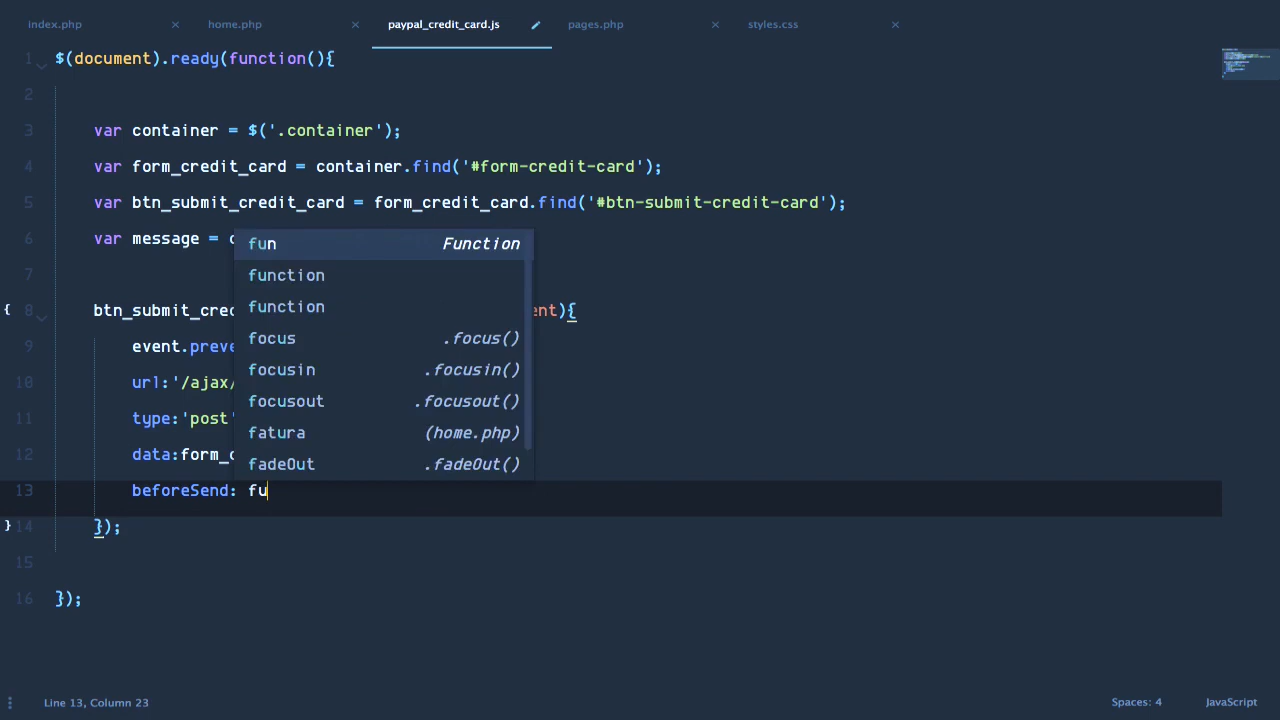 index.php × home.php × paypal_credit_card.js pages.php × styles.css ×
1 $(document).ready(function(){
2
3 var container = $('.container');
4 var form_credit_card = container.find('#form-credit-card');
5 var btn_submit_credit_card = form_credit_card.find('#btn-submit-credit-card');
6 var message =
fun Function
7
function
8 btn_submit_cre
function
){
9 event.
focus .focus()
10 url:'/ajax/
focusin .focusin()
11 type:'post'
focusout .focusout()
12 data:
fatura (home.php)
fadeOut .fadeOut()
13 beforeSend: fu
14 });
15
16 });
Line 13, Column 23
Spaces: 4 JavaScript